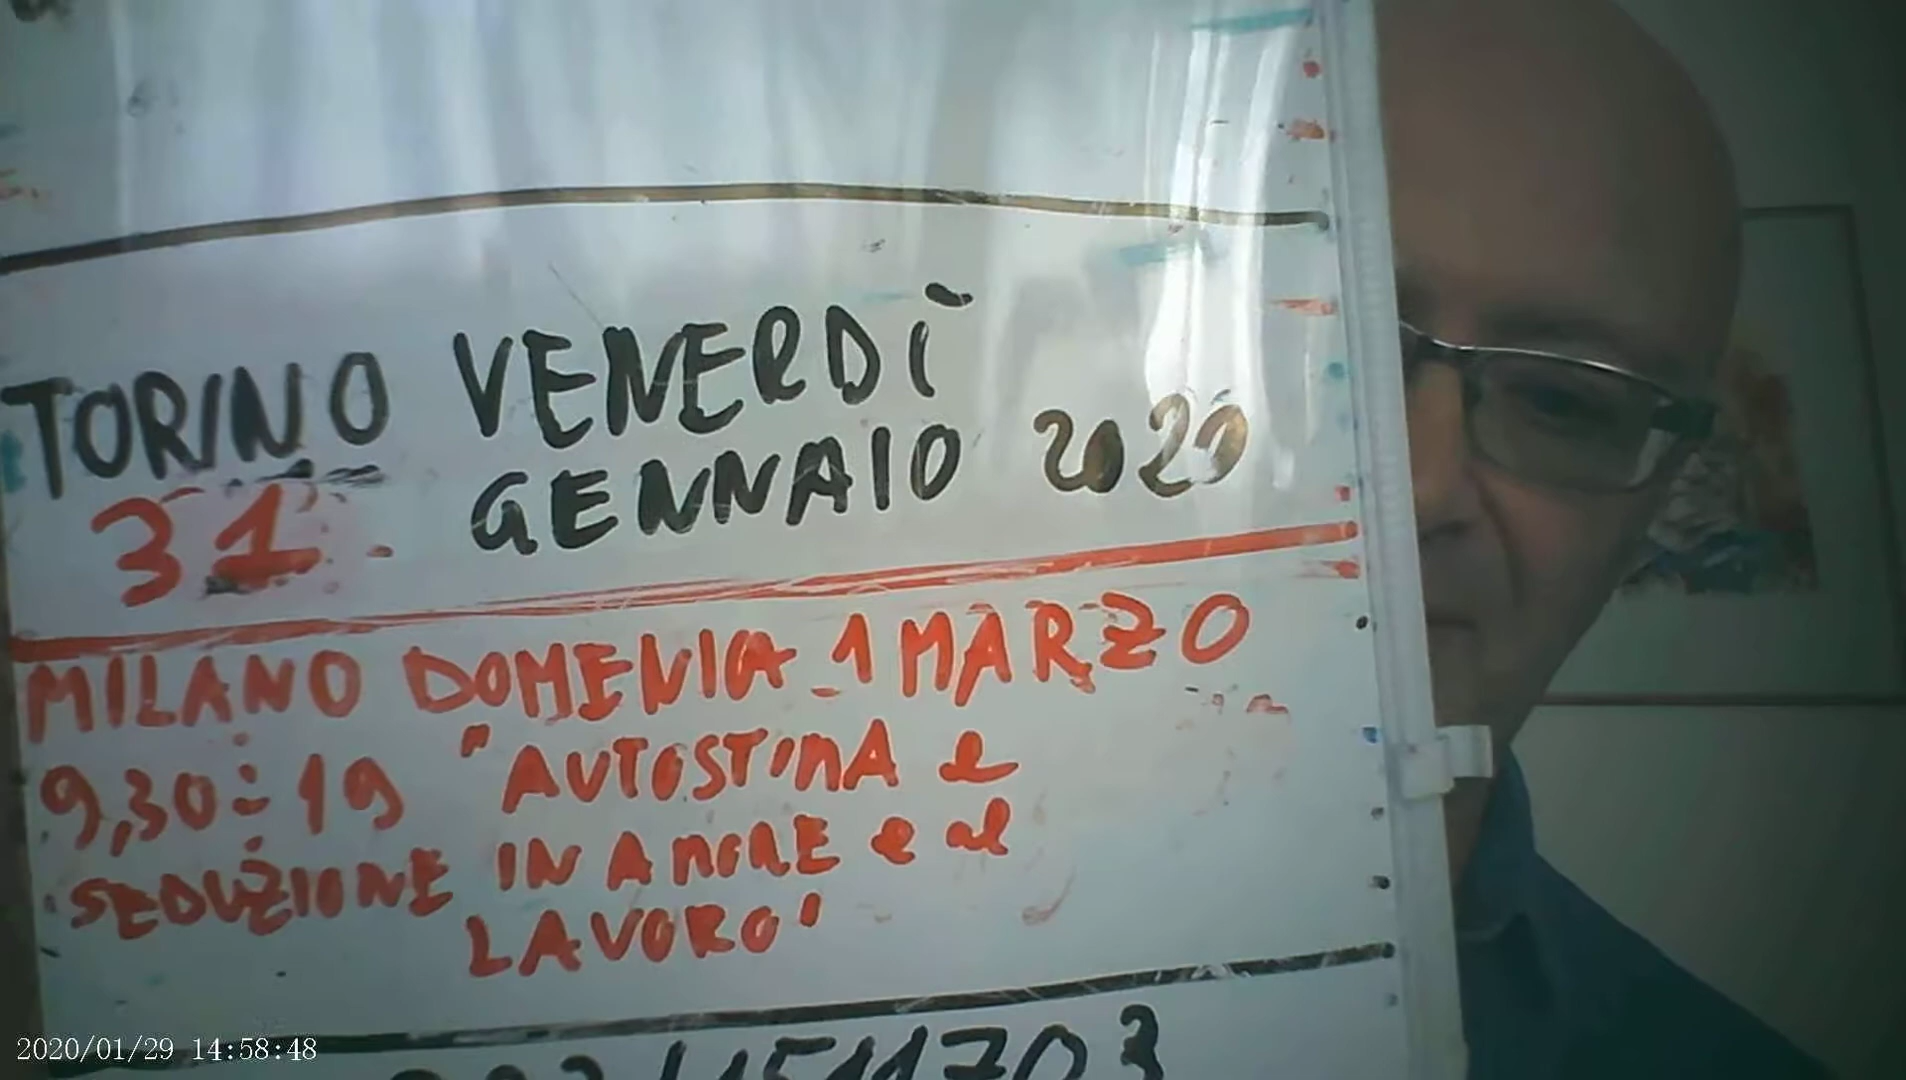 TORINO VENERDÌ
31 GENNAIO 2020
MILANO DOMENIA 1 MARZO
9,30÷19 "AUTOSTIMA e
SEDUZIONE IN AMORE e al
LAVORO"
2020/01/29 14:58:48